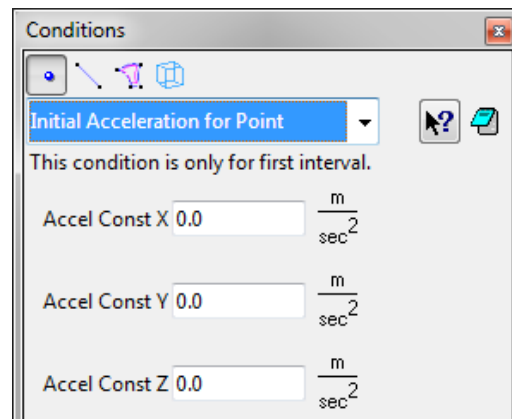 Conditions
Initial Acceleration for Point
This condition is only for first interval.
Accel Const X 0.0 m/sec²
Accel Const Y 0.0 m/sec²
Accel Const Z 0.0 m/sec²